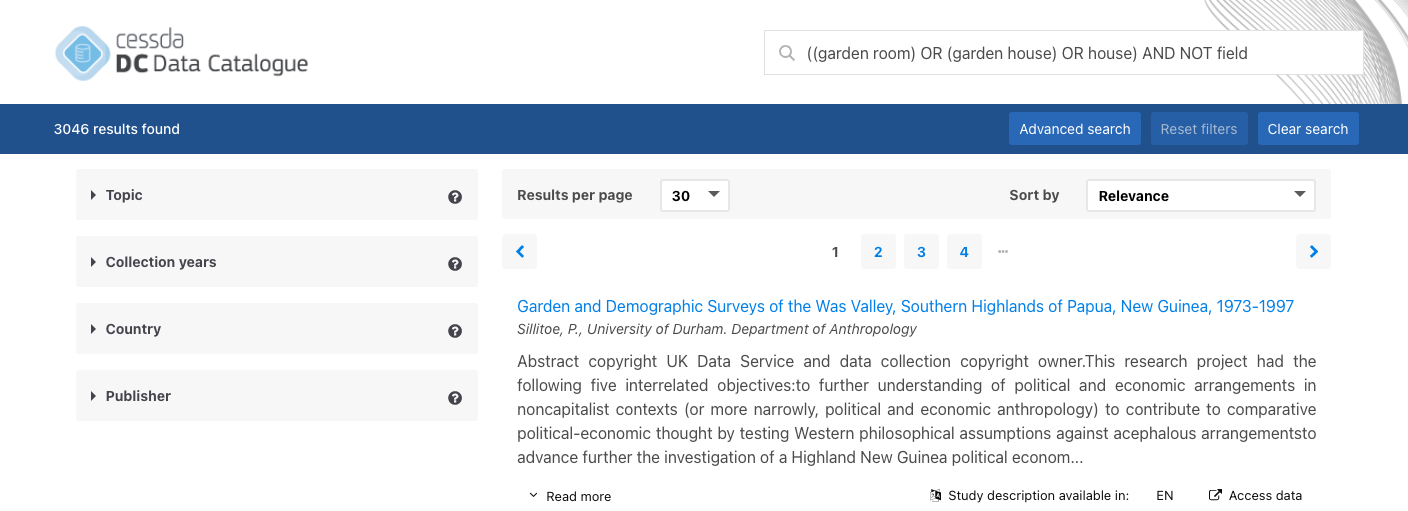 cessda
DC Data Catalogue
((garden room) OR (garden house) OR house) AND NOT field
3046 results found
Advanced search
Reset filters
Clear search
Topic
Collection years
Country
Publisher
Results per page
30
Sort by
Relevance
1
2
3
4
...
Garden and Demographic Surveys of the Was Valley, Southern Highlands of Papua, New Guinea, 1973-1997
Sillitoe, P., University of Durham. Department of Anthropology
Abstract copyright UK Data Service and data collection copyright owner.This research project had the
following five interrelated objectives:to further understanding of political and economic arrangements in
noncapitalist contexts (or more narrowly, political and economic anthropology) to contribute to comparative
political-economic thought by testing Western philosophical assumptions against acephalous arrangementsto
advance further the investigation of a Highland New Guinea political econom...
Read more
Study description available in:
EN
Access data